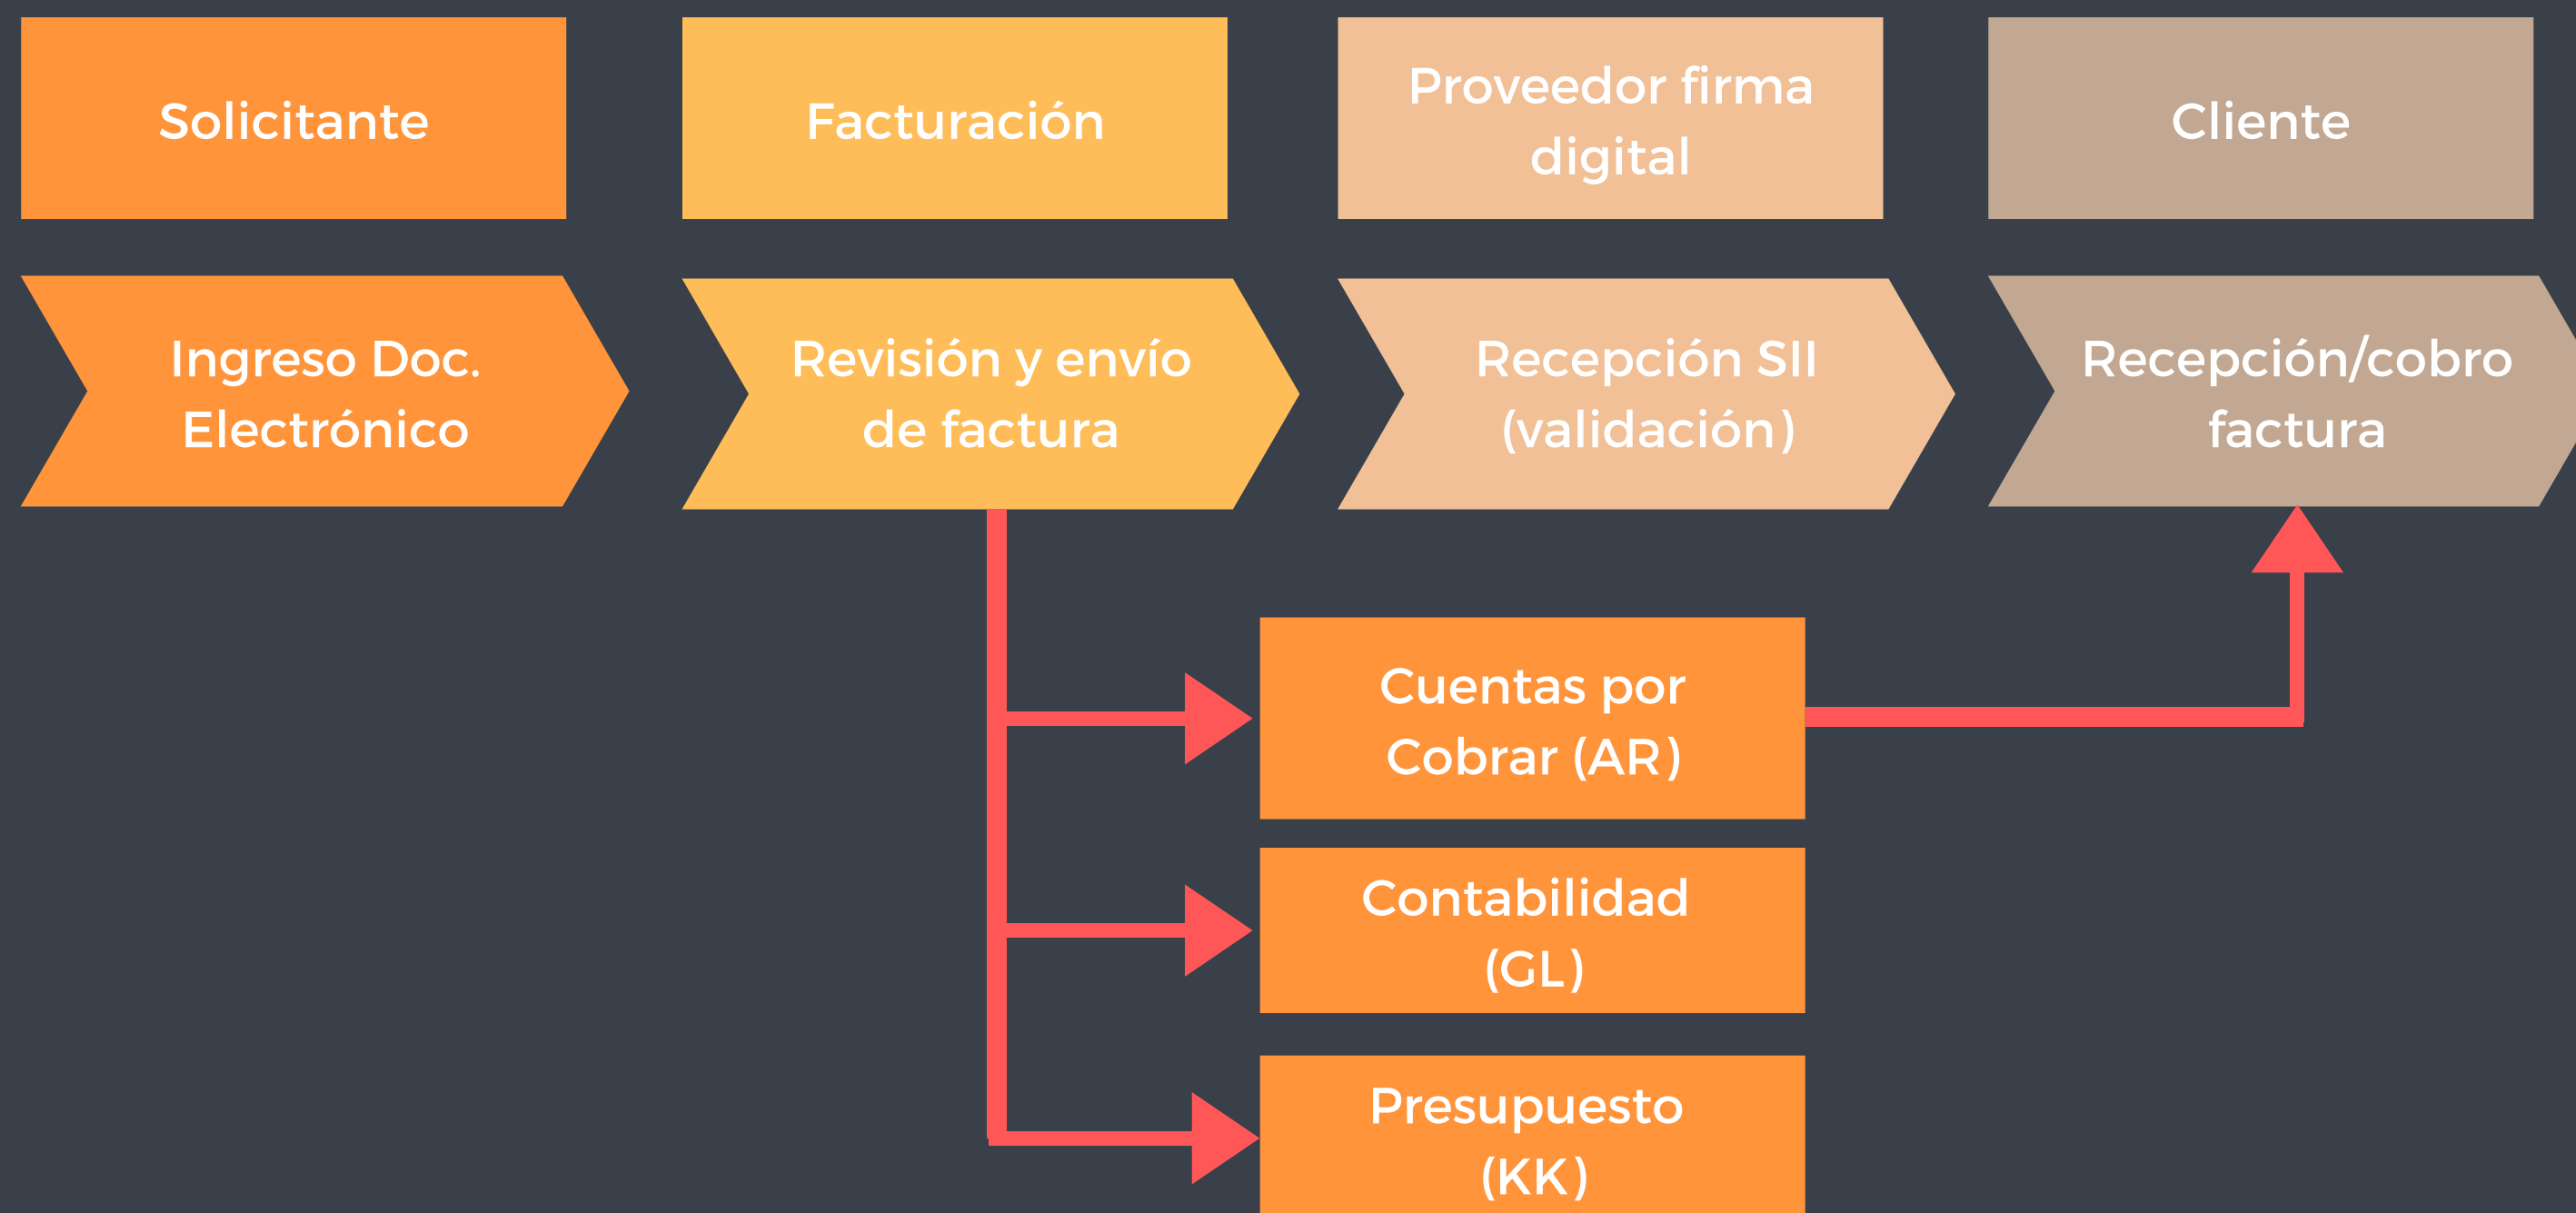 Solicitante
Facturación
Proveedor firma
digital
Cliente
Ingreso Doc.
Electrónico
Revisión y envío
de factura
Recepción SII
(validación)
Recepción/cobro
factura
Cuentas por
Cobrar (AR)
Contabilidad
(GL)
Presupuesto
(KK)